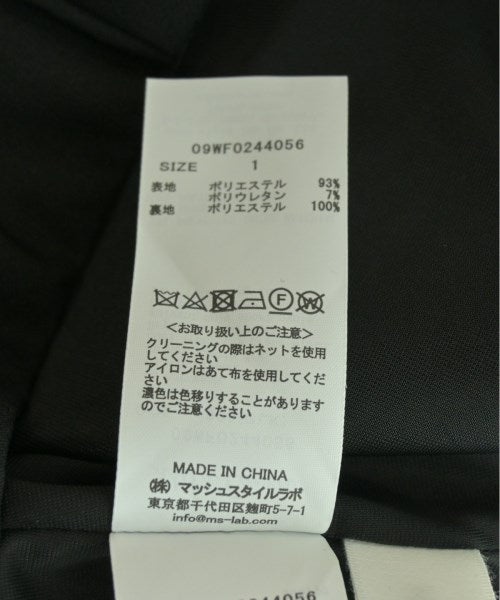 09WF0244056
SIZE 1
表地 ポリエステル 93%
ポリウレタン 7%
裏地 ポリエステル 100%
F W
<お取り扱い上のご注意>
クリーニングの際はネットを使用
してください
アイロンはあて布を使用してくだ
さい
濃色は色移りすることがあります
のでご注意ください
MADE IN CHINA
(株) マッシュスタイルラボ
東京都千代田区麹町5-7-1
info@ms-lab.com
0244056